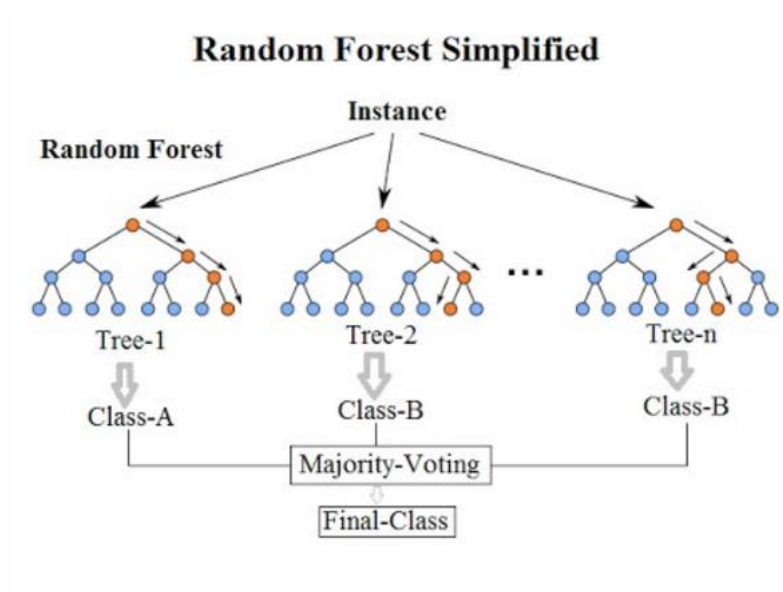 Random Forest Simplified
Instance
Random Forest
...
Tree-1
Tree-2
Tree-n
Class-A
Class-B
Class-B
Majority-Voting
Final-Class